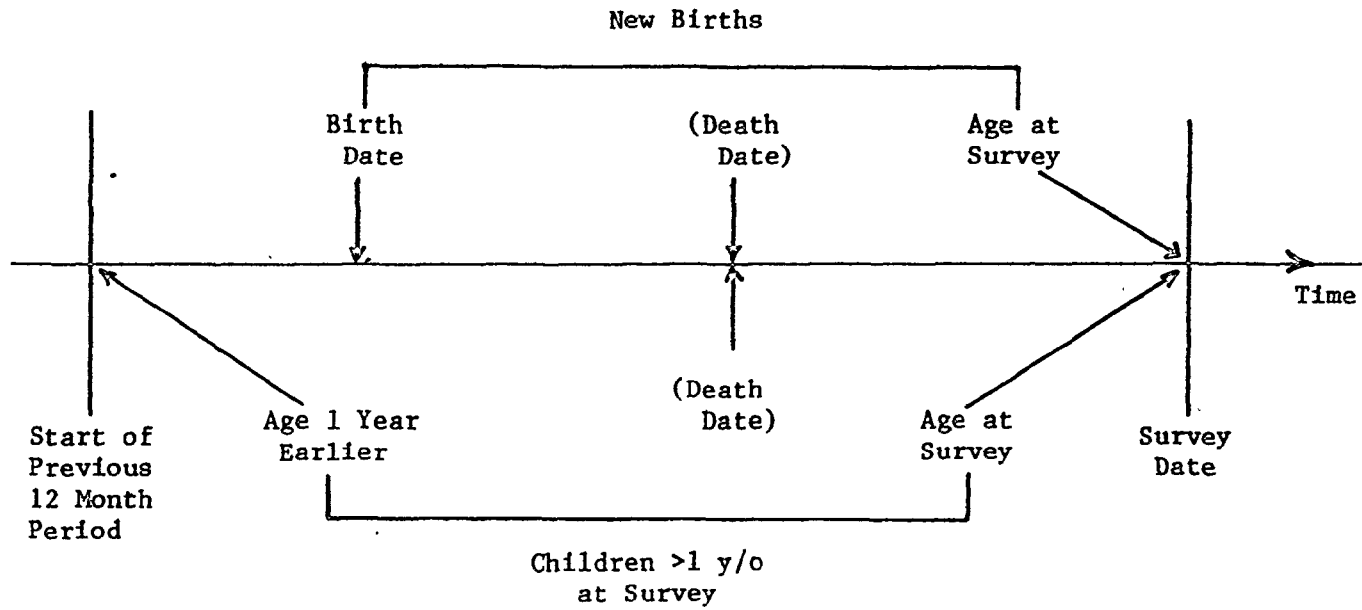 New Births
Birth
Date
(Death
Date)
Age at
Survey
Time
(Death
Date)
Start of
Previous
12 Month
Period
Age 1 Year
Earlier
Age at
Survey
Survey
Date
Children >1 y/o
at Survey